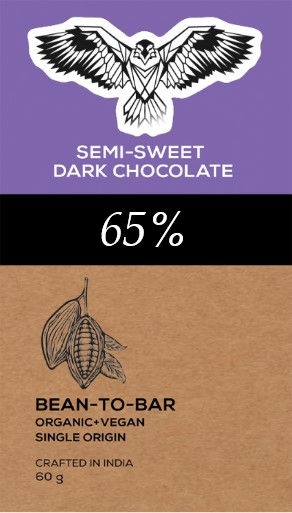 SEMI-SWEET
DARK CHOCOLATE
65%
BEAN-TO-BAR
ORGANIC+VEGAN
SINGLE ORIGIN
CRAFTED IN INDIA
60 g